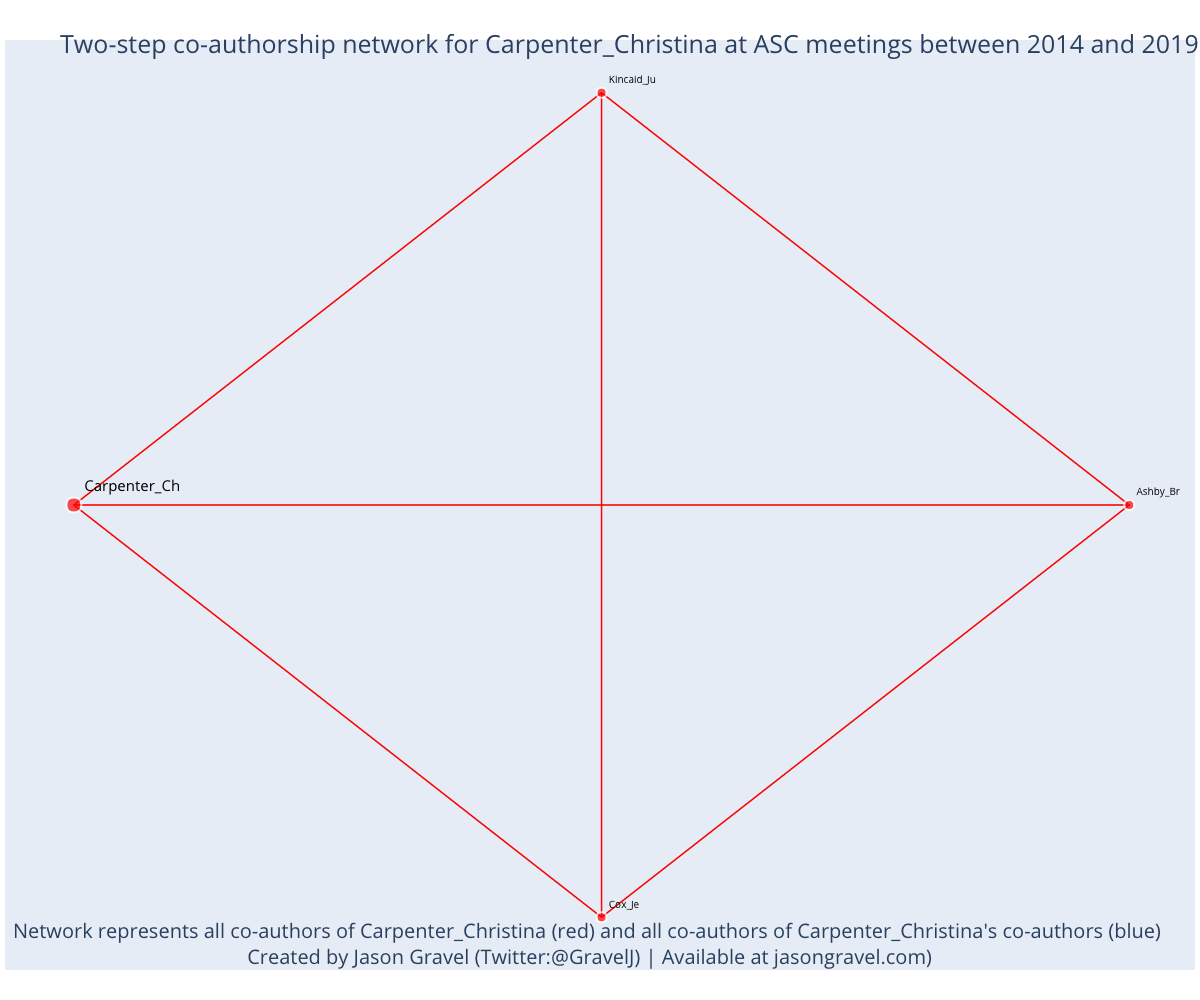 Two-step co-authorship network for Carpenter_Christina at ASC meetings between 2014 and 2019
Kincaid_Ju
Carpenter_Ch
Ashby_Br
Cox_Je
Network represents all co-authors of Carpenter_Christina (red) and all co-authors of Carpenter_Christina's co-authors (blue)
Created by Jason Gravel (Twitter:@GravelJ) | Available at jasongravel.com)